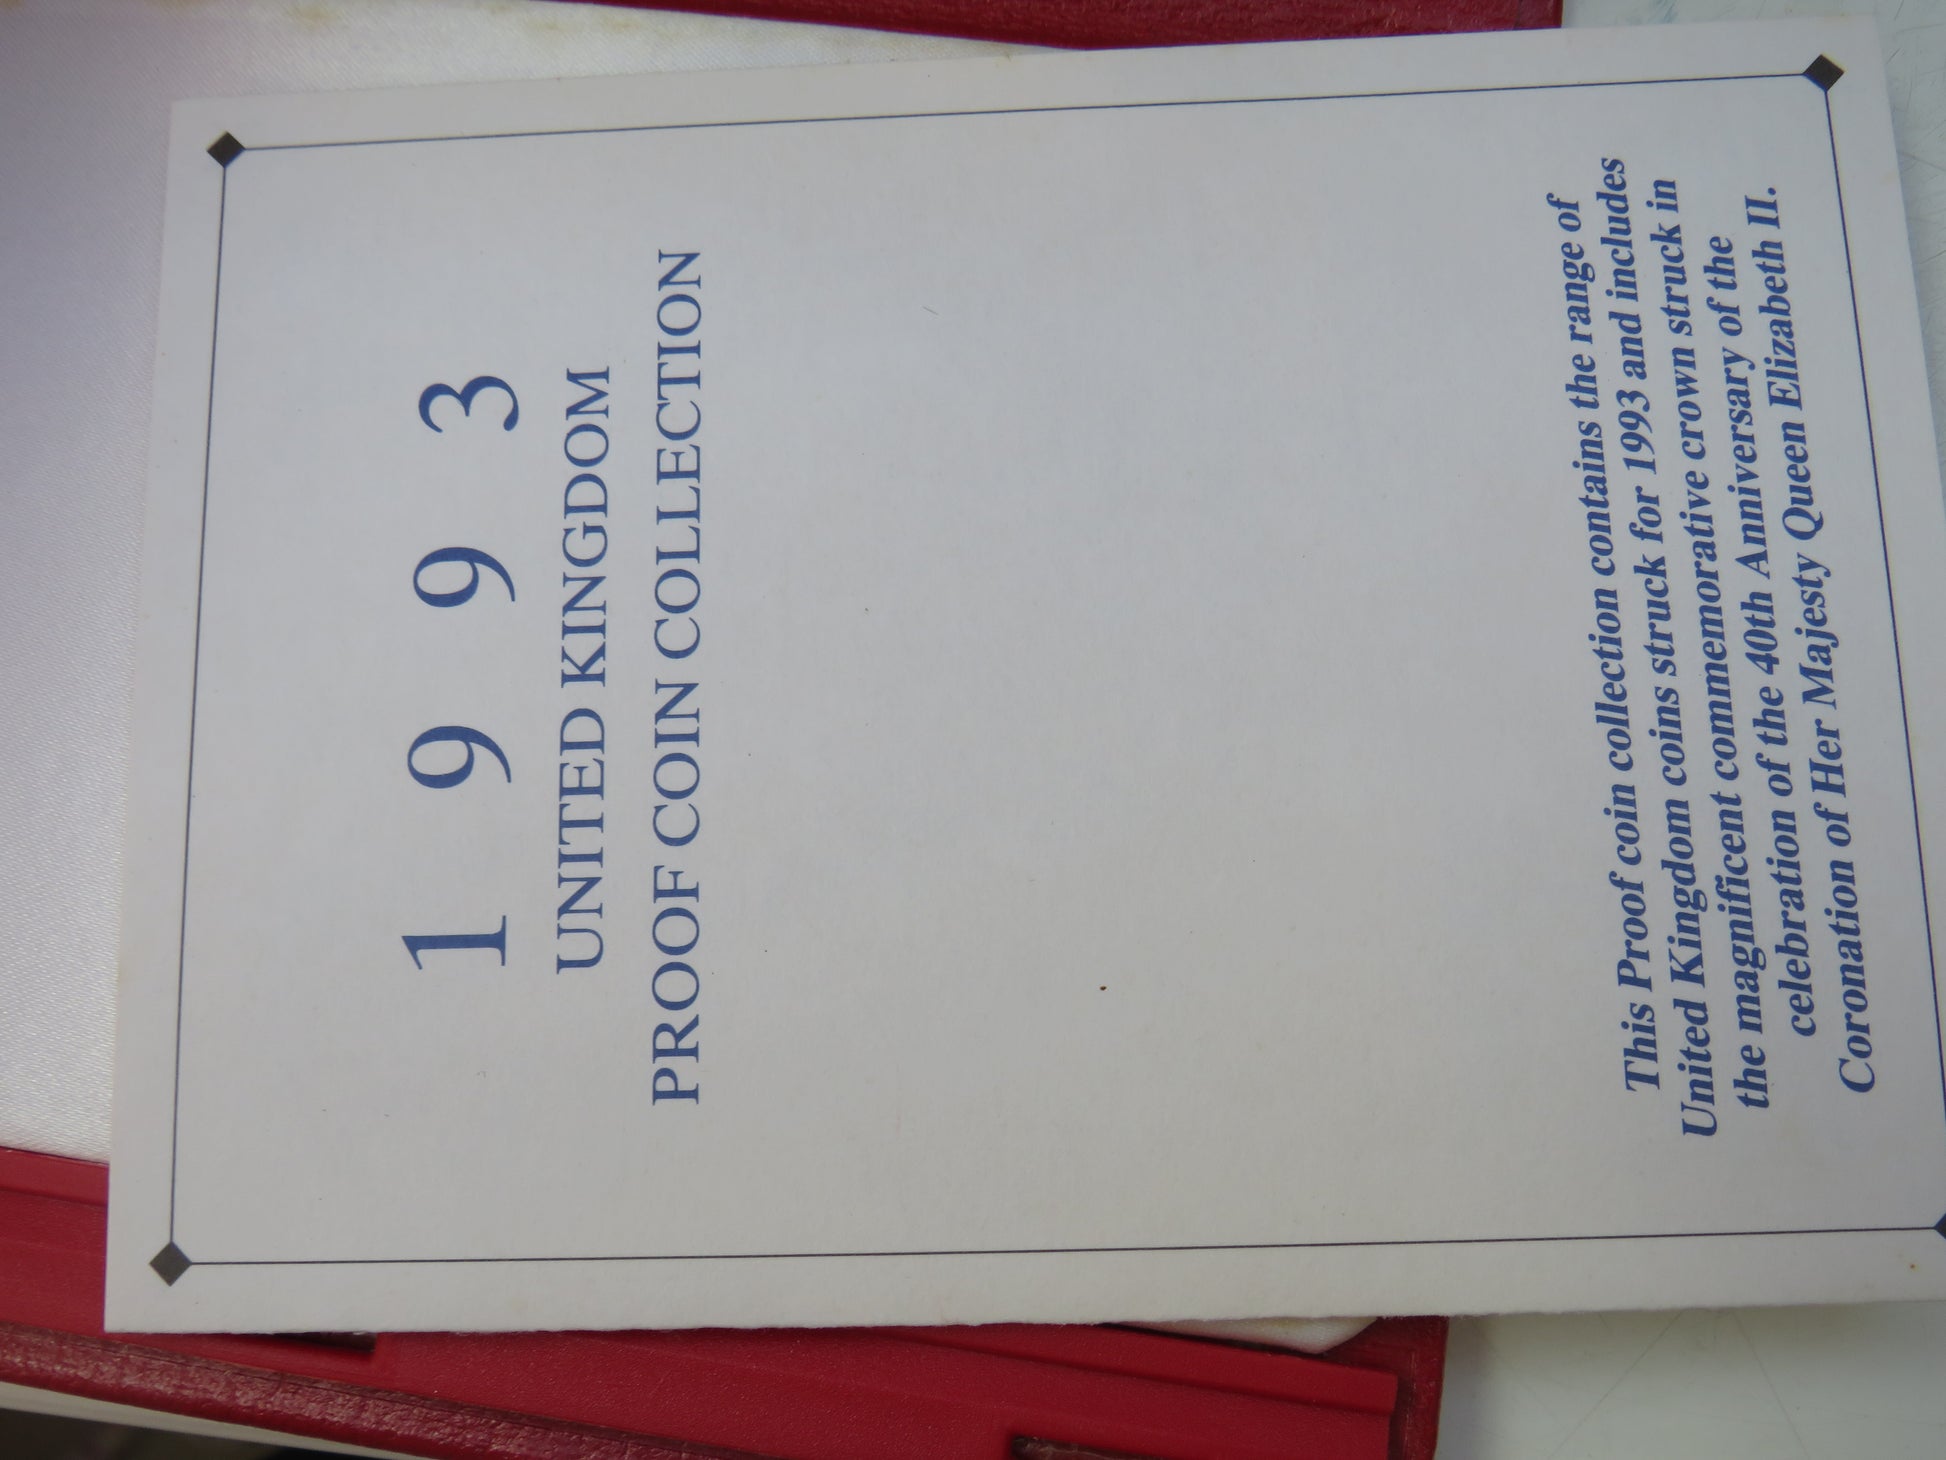 1 9 9 3
UNITED KINGDOM
PROOF COIN COLLECTION
This Proof coin collection contains the range of
United Kingdom coins struck for 1993 and includes
the magnificent commemorative crown struck in
celebration of the 40th Anniversary of the
Coronation of Her Majesty Queen Elizabeth II.